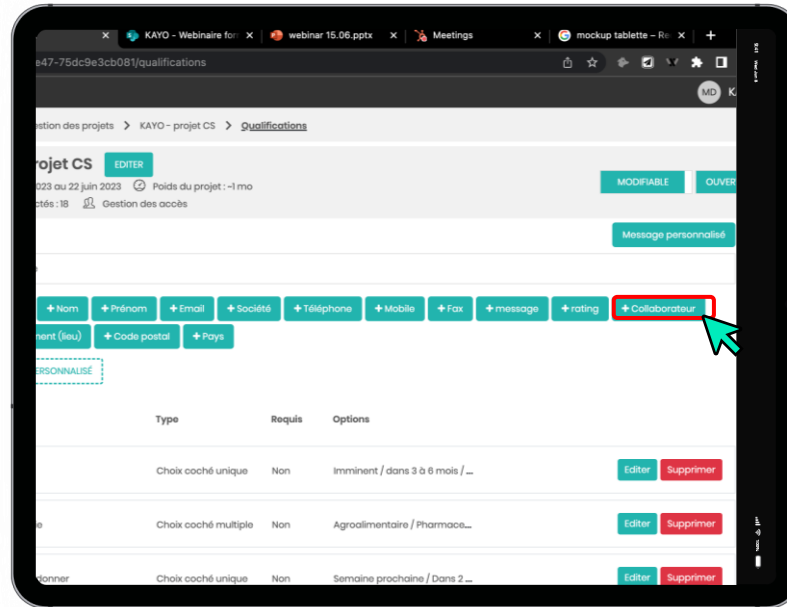 KAYO - Webinaire for
webinar 15.06.pptx
Meetings
mockup tablette – Re
e47-75dc9e3cb081/qualifications
MD K
estion des projets > KAYO - projet CS > Qualifications
rojet CS EDITER
023 au 22 juin 2023 Poids du projet : ~1 mo
MODIFIABLE OUVER
ctés : 18 Gestion des accès
Message personnalisé
+ Nom + Prénom + Email + Société + Téléphone + Mobile + Fax + message + rating + Collaborateur
nent (lieu) + Code postal + Pays
ERSONNALISÉ
Type Requis Options
Choix coché unique Non Imminent / dans 3 à 6 mois / ... Editer Supprimer
e Choix coché multiple Non Agroalimentaire / Pharmace... Editer Supprimer
donner Choix coché unique Non Semaine prochaine / Dans 2 ... Editer Supprimer